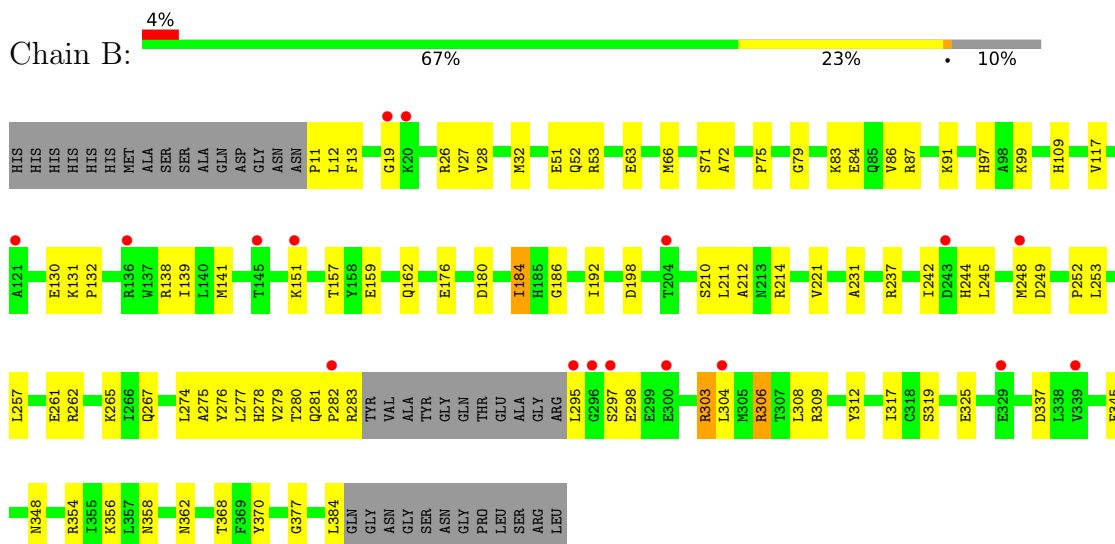 4%
Chain B:
67% 23% • 10%
HIS HIS HIS HIS HIS HIS MET ALA SER SER ALA GLN ASP GLY ASN ASN P11 L12 F13 G19 K20 R26 V27 V28 M32 E51 Q52 R53 E63 M66 S71 A72 P75 G79 K83 E84 Q85 V86 R87 K91 H97 A98 K99 H109 V117
A121 E130 K131 P132 R136 W137 R138 I139 L140 M141 T145 K151 T157 Y158 E159 Q162 E176 D180 I184 H185 G186 I192 D198 T204 S210 L211 A212 N213 R214 V221 A231 R237 I242 D243 H244 L245 M248 D249 P252 L253
L257 E261 R262 K265 I266 Q267 L274 A275 Y276 L277 H278 V279 T280 Q281 P282 R283 TYR VAL ALA TYR GLY GLN THR GLU ALA GLY ARG L295 G296 S297 E298 E299 E300 R303 L304 M305 R306 T307 L308 R309 Y312 I317 C318 S319 E325 E329 D337 L338 V339
N348 R354 I355 K356 L357 N358 N362 T368 F369 Y370 G377 L384 GLN GLY ASN GLY SER ASN GLY PRO LEU SER ARG LEU